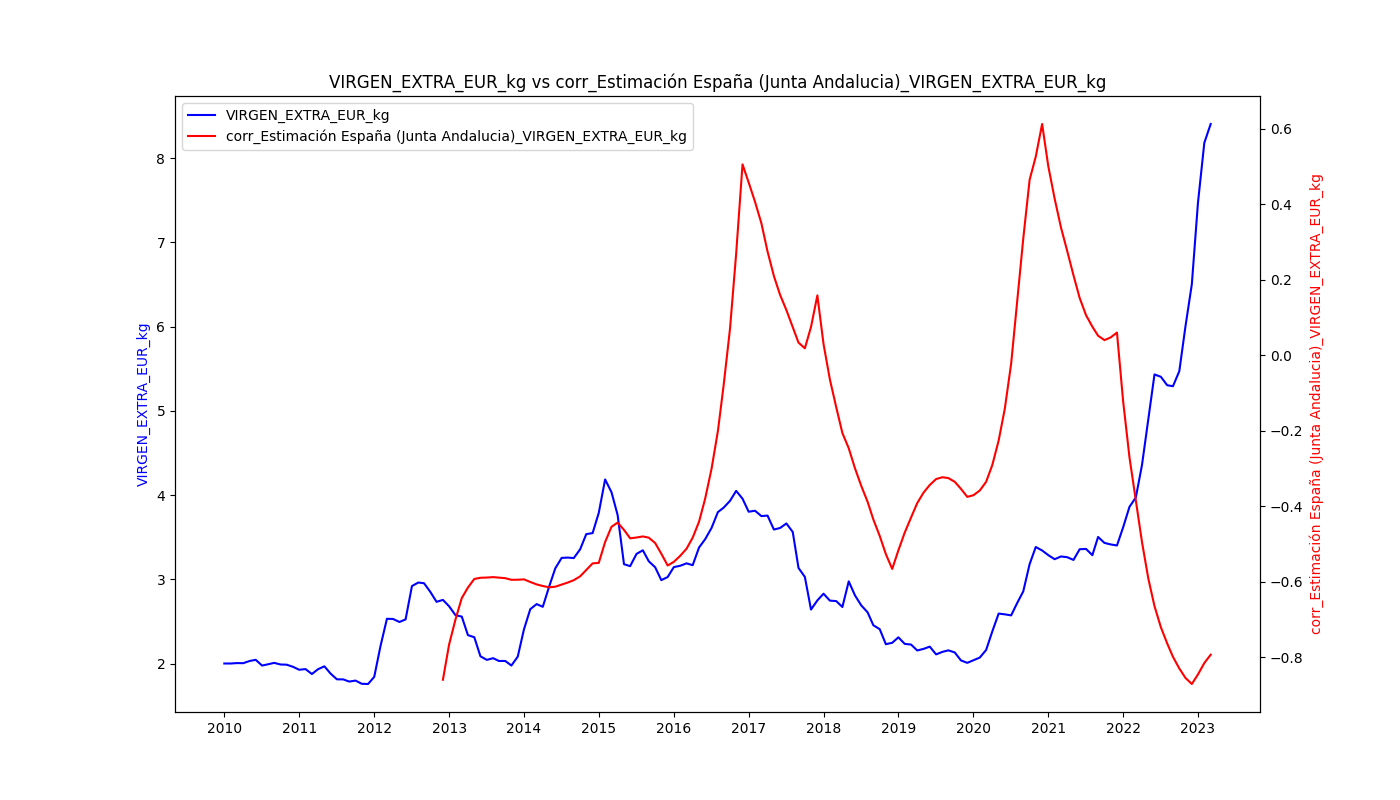 VIRGEN_EXTRA_EUR_kg vs corr_Estimación España (Junta Andalucia)_VIRGEN_EXTRA_EUR_kg
VIRGEN_EXTRA_EUR_kg
corr_Estimación España (Junta Andalucia)_VIRGEN_EXTRA_EUR_kg
VIRGEN_EXTRA_EUR_kg
8
7
6
5
4
3
2
0.6
0.4
0.2
0.0
−0.2
−0.4
−0.6
−0.8
corr_Estimación España (Junta Andalucia)_VIRGEN_EXTRA_EUR_kg
2010 2011 2012 2013 2014 2015 2016 2017 2018 2019 2020 2021 2022 2023